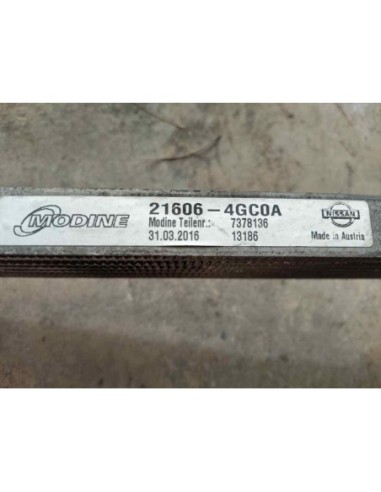 MODINE
21606-4GC0A
Modine Teilenr.: 7378136
31.03.2016 13186
NISSAN
Made in Austria